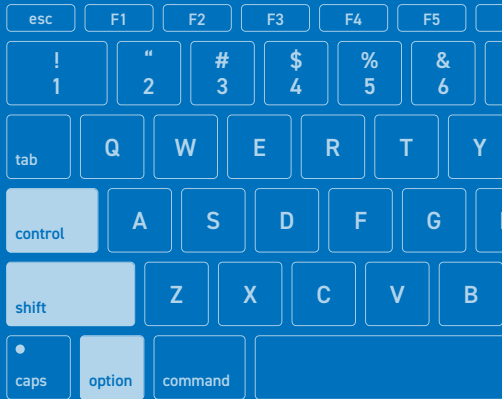 esc F1 F2 F3 F4 F5
! “ # $ % &
1 2 3 4 5 6
tab Q W E R T Y
control A S D F G
shift Z X C V B
caps option command